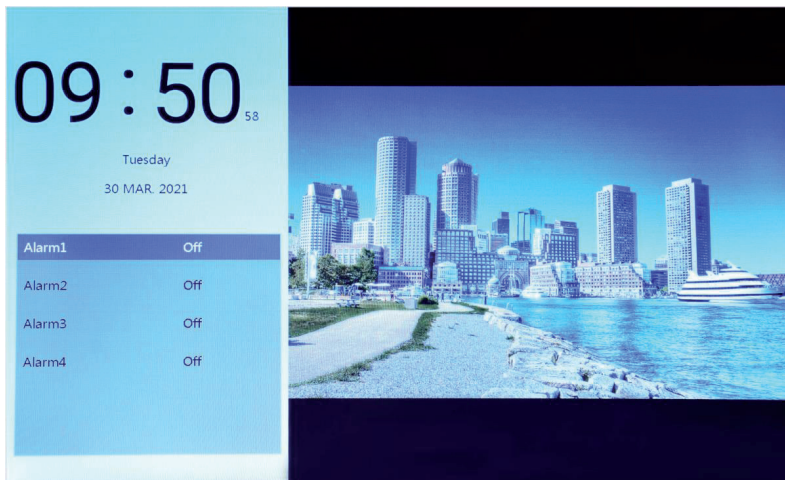 09:50 58
Tuesday
30 MAR. 2021
Alarm1 Off
Alarm2 Off
Alarm3 Off
Alarm4 Off